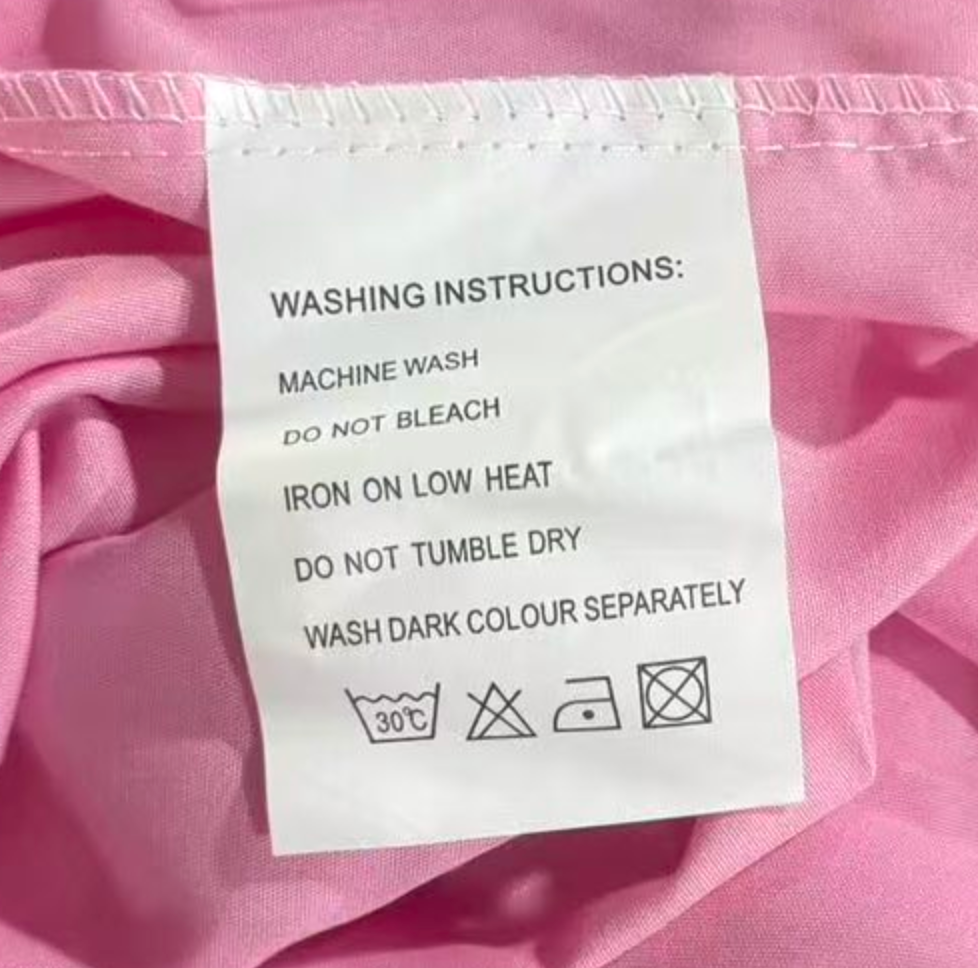 WASHING INSTRUCTIONS:
MACHINE WASH
DO NOT BLEACH
IRON ON LOW HEAT
DO NOT TUMBLE DRY
WASH DARK COLOUR SEPARATELY
30℃